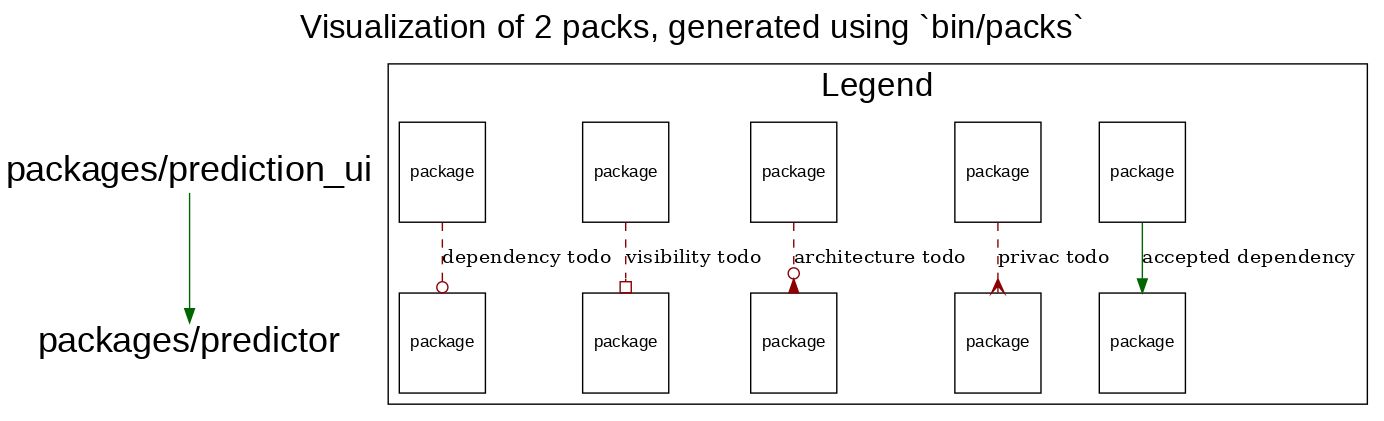 Visualization of 2 packs, generated using `bin/packs`
Legend
packages/prediction_ui
package
package
package
package
package
dependency todo
visibility todo
architecture todo
privac todo
accepted dependency
packages/predictor
package
package
package
package
package